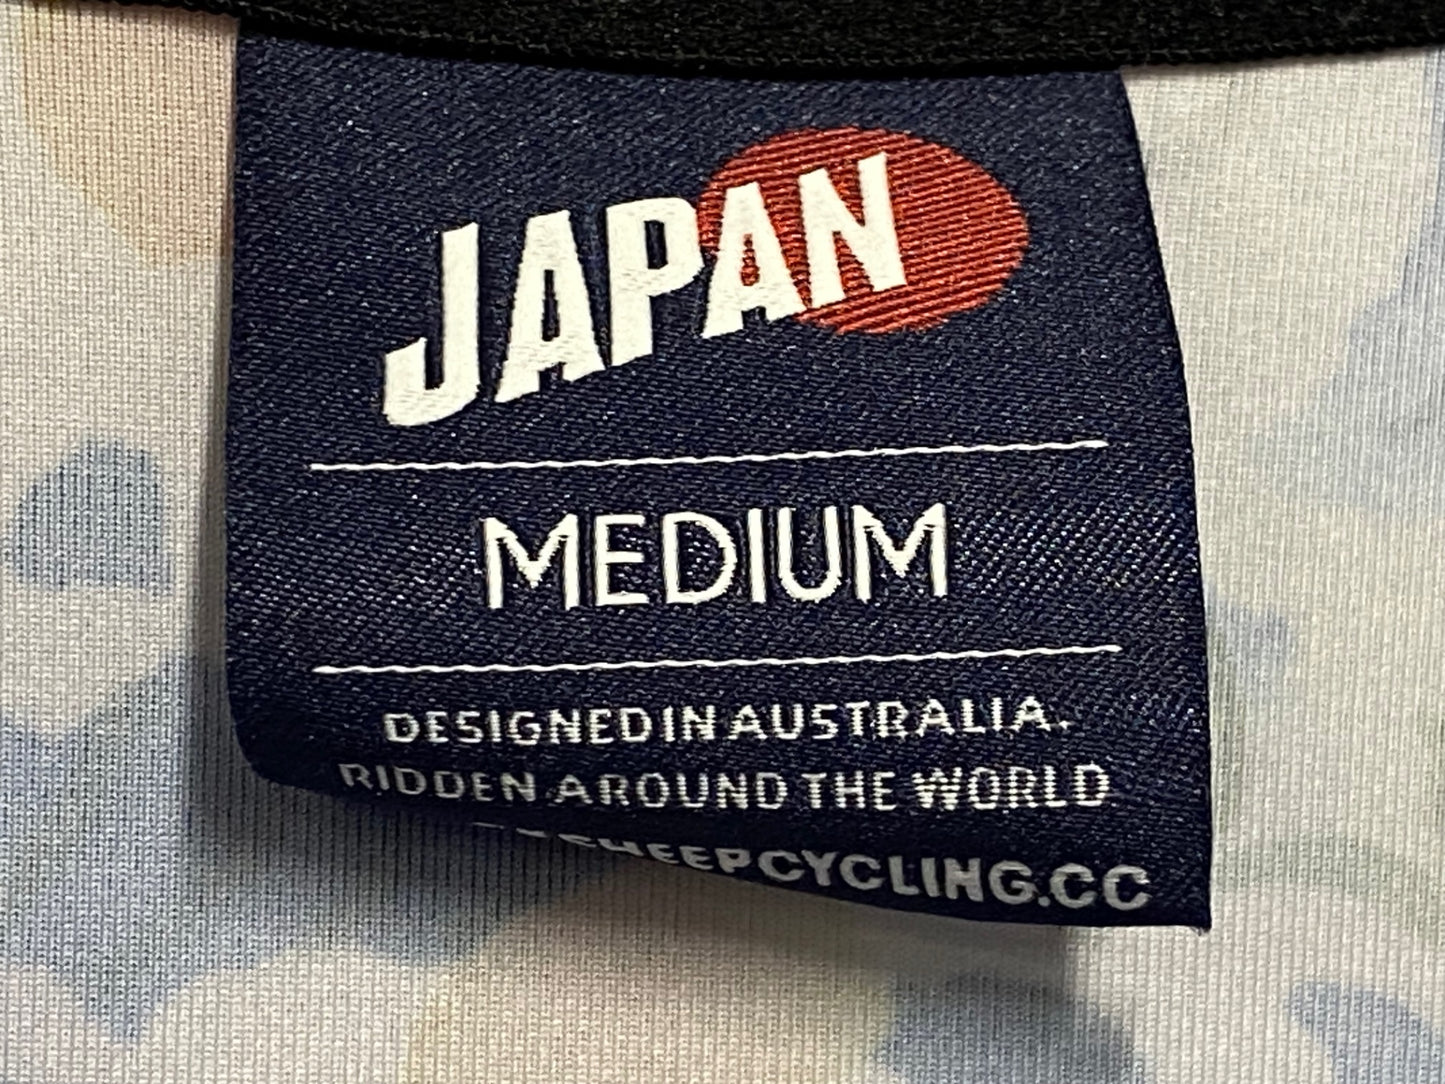 JAPAN
MEDIUM
DESIGNED IN AUSTRALIA.
RIDDEN AROUND THE WORLD